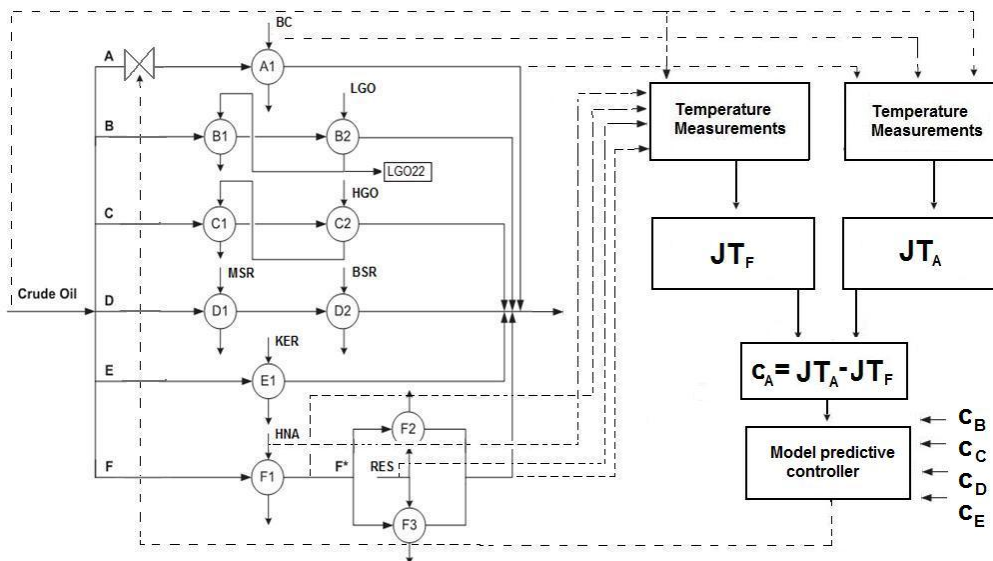 BC
A
A1
Temperature
Measurements
Temperature
Measurements
LGO
B
B1
B2
LGO22
HGO
C
C1
C2
JT_F
JT_A
MSR
BSR
Crude Oil
D
D1
D2
KER
E
E1
c_A = JT_A - JT_F
HNA
F2
C_B
Model predictive
controller
C_C
F
F1
F*
RES
C_D
C_E
F3